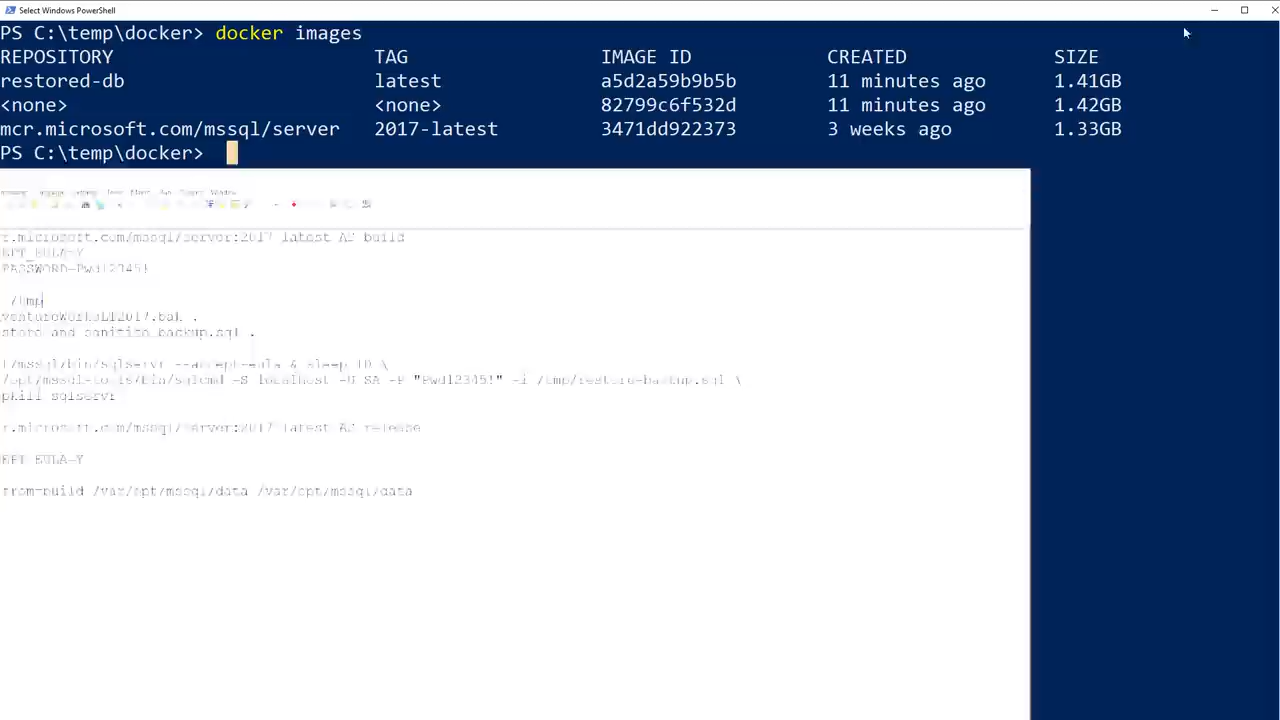 Select Windows PowerShell
PS C:\temp\docker> docker images
REPOSITORY TAG IMAGE ID CREATED SIZE
restored-db latest a5d2a59b9b5b 11 minutes ago 1.41GB
<none> <none> 82799c6f532d 11 minutes ago 1.42GB
mcr.microsoft.com/mssql/server 2017-latest 3471dd922373 3 weeks ago 1.33GB
PS C:\temp\docker>
r.microsoft.com/mssql/server:2017 latest AS build
EPT_EULA=Y
PASSWORD=Pwd12345!
/tmp
ventureWorksLT2017.bak .
store and sanitize backup.sql .
l/mssql/bin/sqlservr --accept-eula & sleep 10 \
/opt/mssql-tools/bin/sqlcmd -S localhost -U SA -P "Pwd12345!" -i /tmp/restore-backup.sql \
pkill sqlservr
r.microsoft.com/mssql/server:2017 latest AS release
EPT_EULA=Y
from=build /var/opt/mssql/data /var/opt/mssql/data